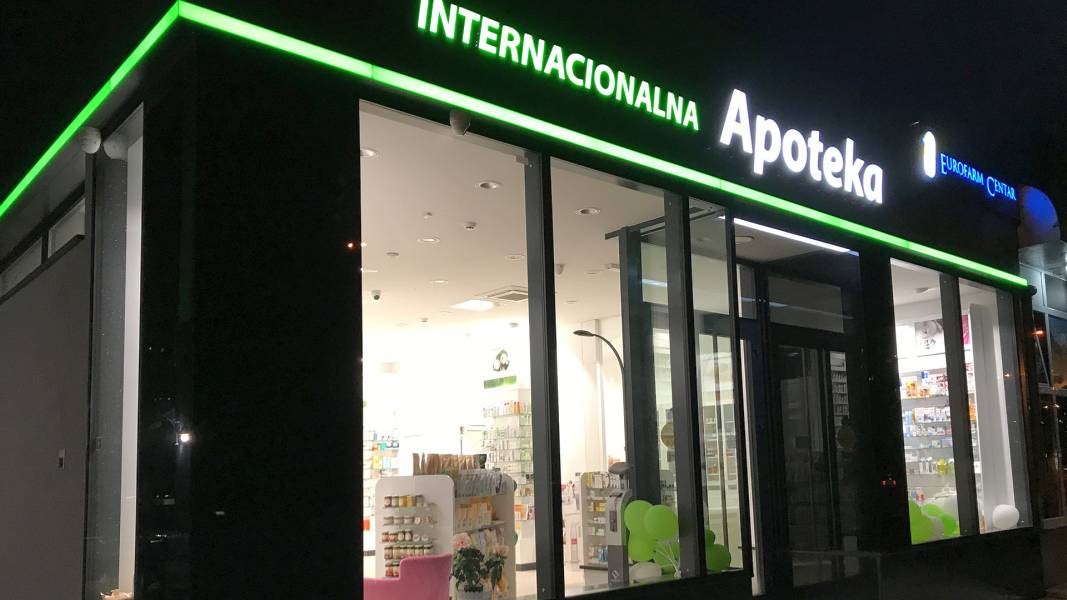 INTERNACIONALNA
Apoteka
EUROFARM CENTAR